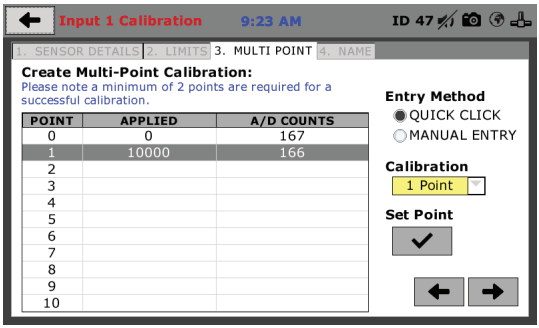 Input 1 Calibration 9:23 AM ID 47
1. SENSOR DETAILS 2. LIMITS 3. MULTI POINT 4. NAME
Create Multi-Point Calibration:
Please note a minimum of 2 points are required for a
successful calibration.
POINT APPLIED A/D COUNTS
0 0 167
1 10000 166
2
3
4
5
6
7
8
9
10
Entry Method
QUICK CLICK
MANUAL ENTRY
Calibration
1 Point
Set Point